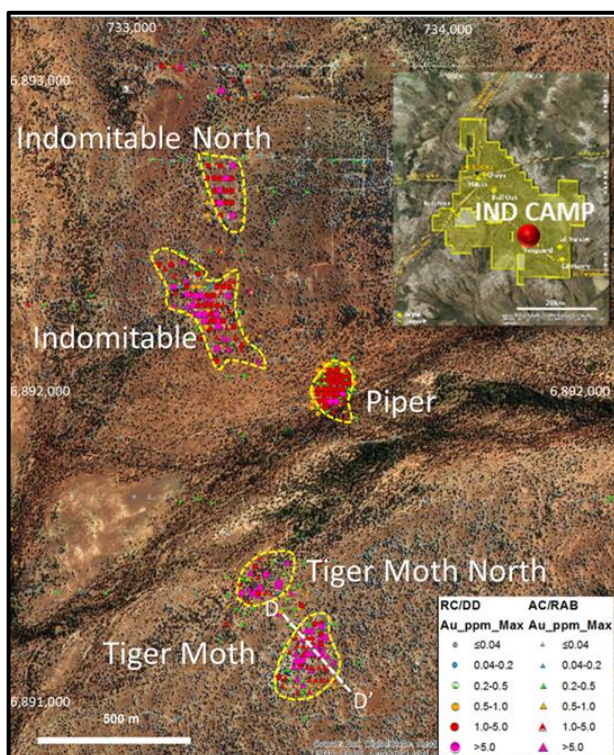 733,000
734,000
6,893,000
Indomitable North
IND CAMP
Indomitable
6,892,000
6,892,000
Piper
Tiger Moth North
D
Tiger Moth
D'
6,891,000
500 m
RC/DD AC/RAB
Au_ppm_Max Au_ppm_Max
≤0.04 ≤0.04
0.04-0.2 0.04-0.2
0.2-0.5 0.2-0.5
0.5-1.0 0.5-1.0
1.0-5.0 1.0-5.0
>5.0 >5.0